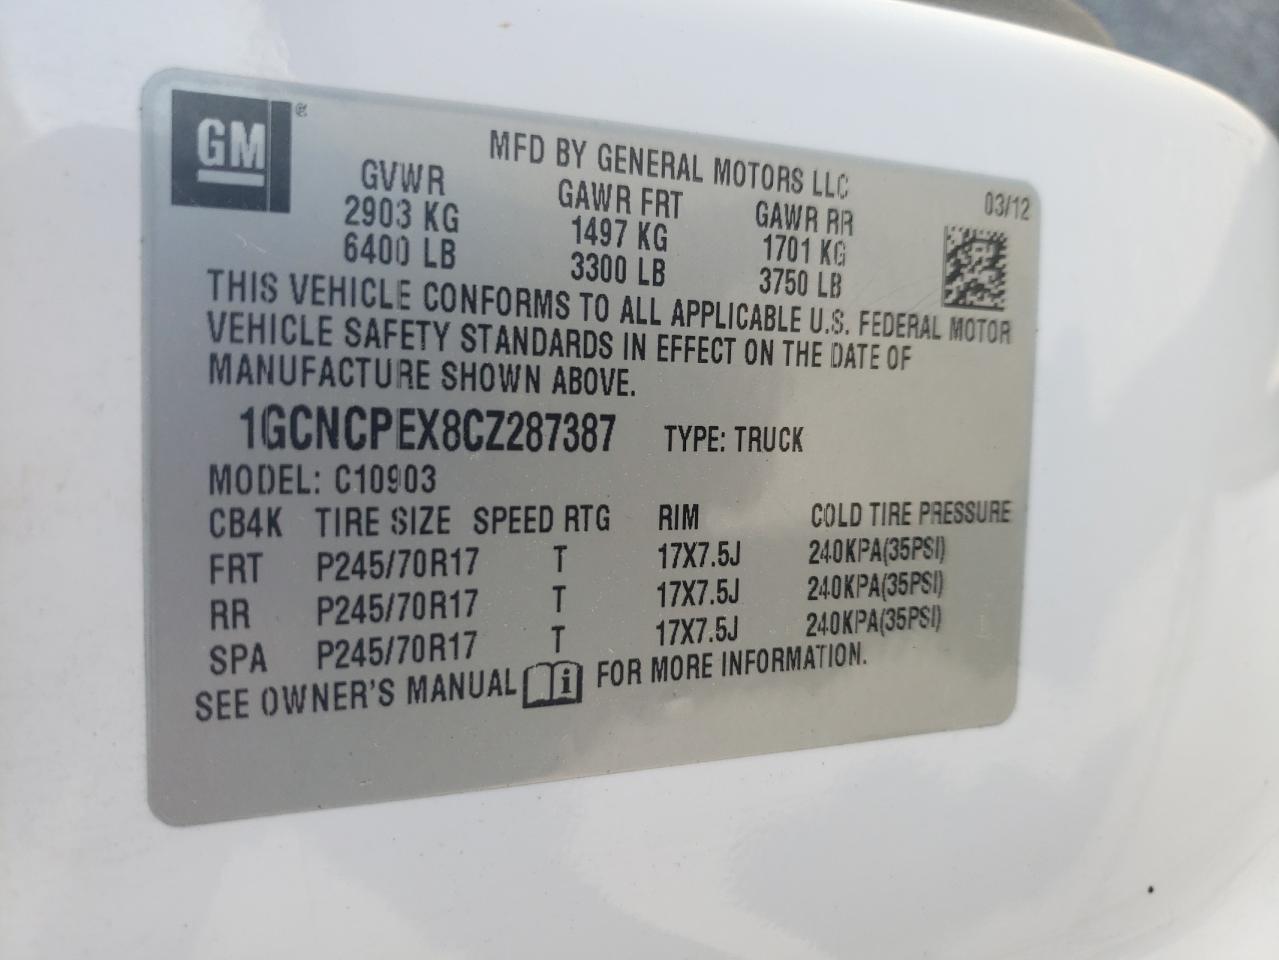 GM ®
MFD BY GENERAL MOTORS LLC
03/12
GVWR GAWR FRT GAWR RR
2903 KG 1497 KG 1701 KG
6400 LB 3300 LB 3750 LB
THIS VEHICLE CONFORMS TO ALL APPLICABLE U.S. FEDERAL MOTOR
VEHICLE SAFETY STANDARDS IN EFFECT ON THE DATE OF
MANUFACTURE SHOWN ABOVE.
1GCNCPEX8CZ287387 TYPE: TRUCK
MODEL: C10903
CB4K TIRE SIZE SPEED RTG RIM COLD TIRE PRESSURE
FRT P245/70R17 T 17X7.5J 240KPA(35PSI)
RR P245/70R17 T 17X7.5J 240KPA(35PSI)
SPA P245/70R17 T 17X7.5J 240KPA(35PSI)
SEE OWNER'S MANUAL i FOR MORE INFORMATION.